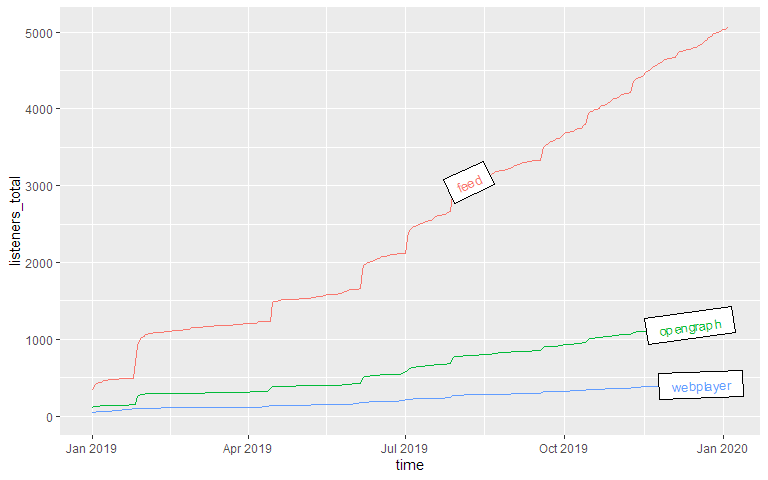 5000
4000
3000
2000
1000
0
listeners_total
feed
opengraph
webplayer
Jan 2019
Apr 2019
Jul 2019
Oct 2019
Jan 2020
time